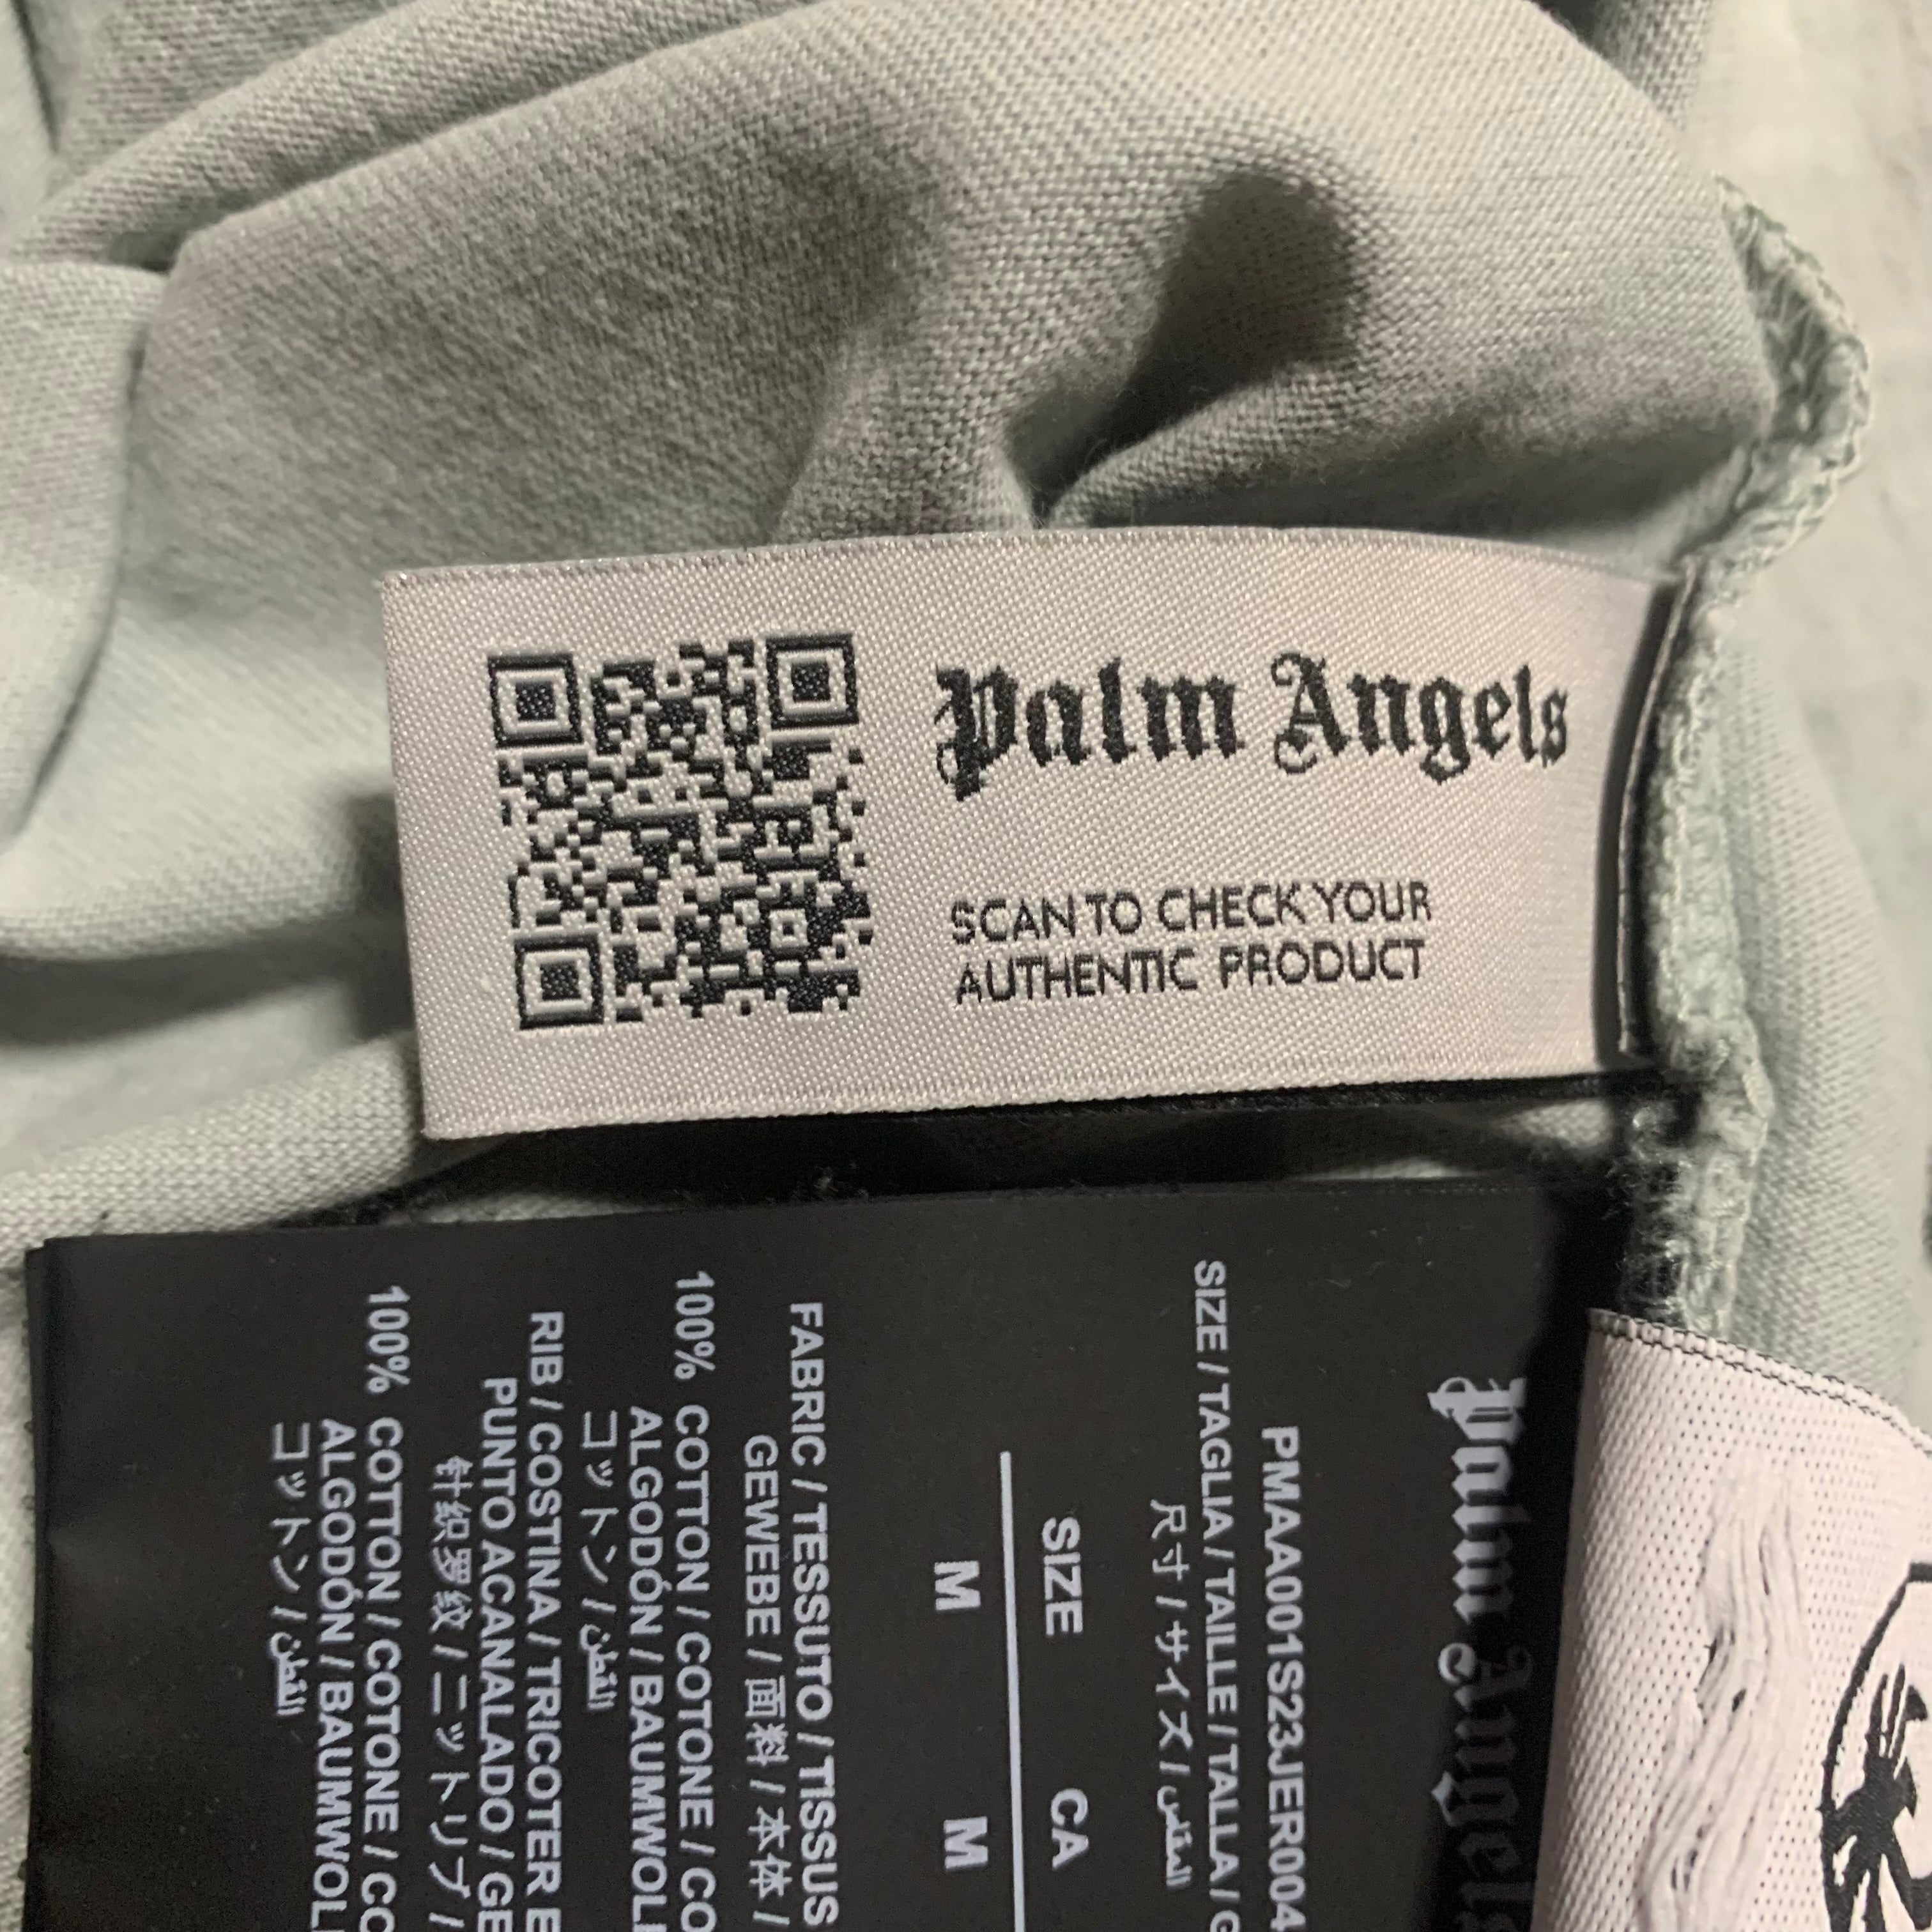 Palm Angels
SCAN TO CHECK YOUR
AUTHENTIC PRODUCT
Palm Angels
PMAA001S23JER004
SIZE / TAGLIA / TAILLE / TALLA / G
尺寸 / サイズ / المقاس
SIZE CA
M M
FABRIC / TESSUTO / TISSUS
GEWEBE / 面料 / 本体 /
100% COTTON / COTONE / CO
ALGODÓN / BAUMWOLL
コットン / القطن
RIB / COSTINA / TRICOTER E
PUNTO ACANALADO / GE
针织罗纹 / ニットリブ /
100% COTTON / COTONE / CO
ALGODÓN / BAUMWOLL
コットン / القطن